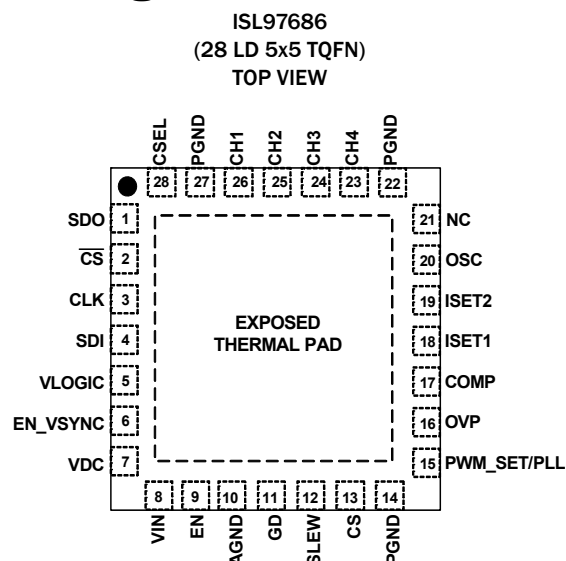 ISL97686
(28 LD 5x5 TQFN)
TOP VIEW
CSEL
PGND
CH1
CH2
CH3
CH4
PGND
28
27
26
25
24
23
22
SDO 1
CS 2
CLK 3
SDI 4
VLOGIC 5
EN_VSYNC 6
VDC 7
EXPOSED
THERMAL PAD
21 NC
20 OSC
19 ISET2
18 ISET1
17 COMP
16 OVP
15 PWM_SET/PLL
8
9
10
11
12
13
14
VIN
EN
AGND
GD
SLEW
CS
PGND